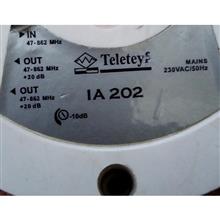 IN
47-862 MHz
OUT
47-862 MHz
+20 dB
OUT
47-862 MHz
+20 dB
Teletey
MAINS
230VAC/50Hz
IA 202
-10dB